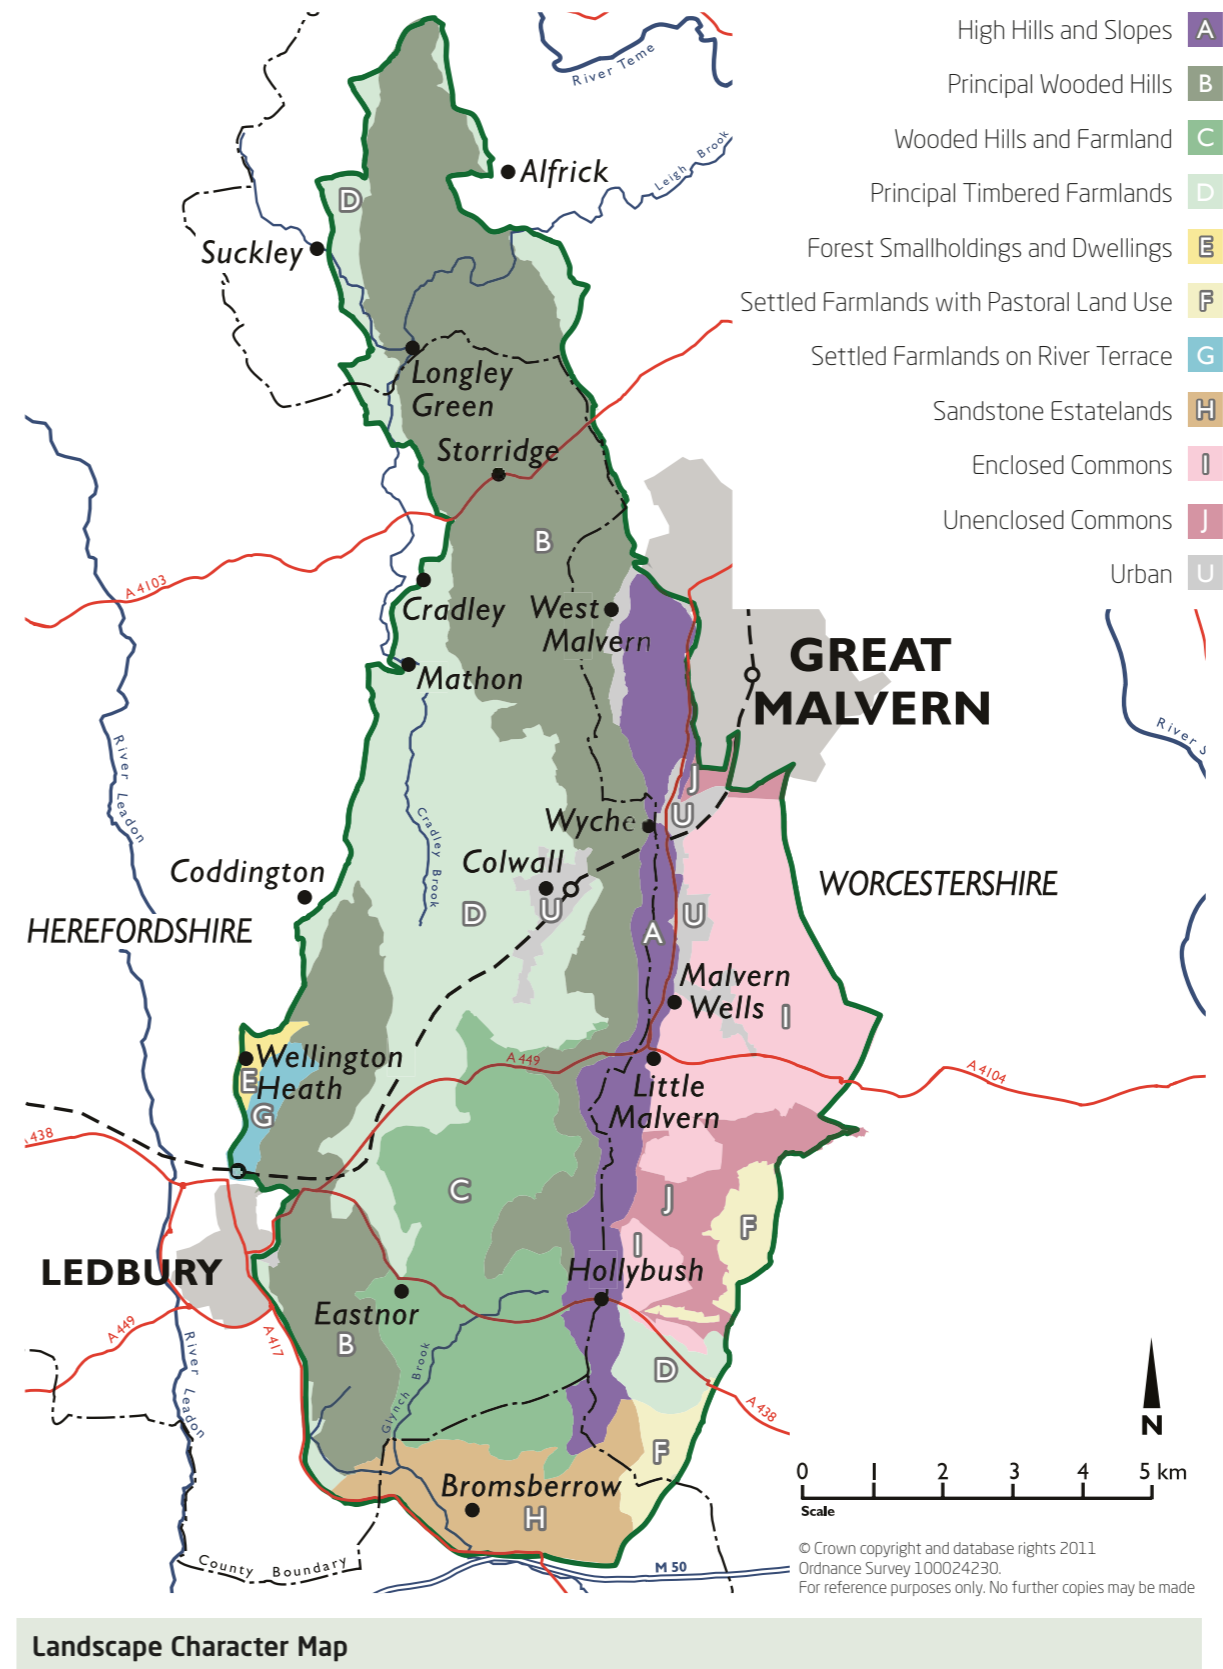 High Hills and Slopes A
Principal Wooded Hills B
Wooded Hills and Farmland C
Principal Timbered Farmlands D
Forest Smallholdings and Dwellings E
Settled Farmlands with Pastoral Land Use F
Settled Farmlands on River Terrace G
Sandstone Estatelands H
Enclosed Commons I
Unenclosed Commons J
Urban U
River Teme
Leigh Brook
Alfrick
D
Suckley
Longley
Green
Storridge
B
A 4103
Cradley
West
Malvern
Mathon
GREAT
MALVERN
River
River Leadon
J
U
Wyche
Cradley Brook
Colwall
Coddington
D
U
U
A
WORCESTERSHIRE
HEREFORDSHIRE
Malvern
Wells
I
Wellington
Heath
E
G
A 449
Little
Malvern
A 4104
438
C
J
F
I
LEDBURY
Hollybush
Eastnor
B
A 449
A 417
River Leadon
Glynch Brook
D
A 438
F
N
0 1 2 3 4 5 km
Scale
Bromsberrow
H
County Boundary
M 50
© Crown copyright and database rights 2011
Ordnance Survey 100024230.
For reference purposes only. No further copies may be made
Landscape Character Map